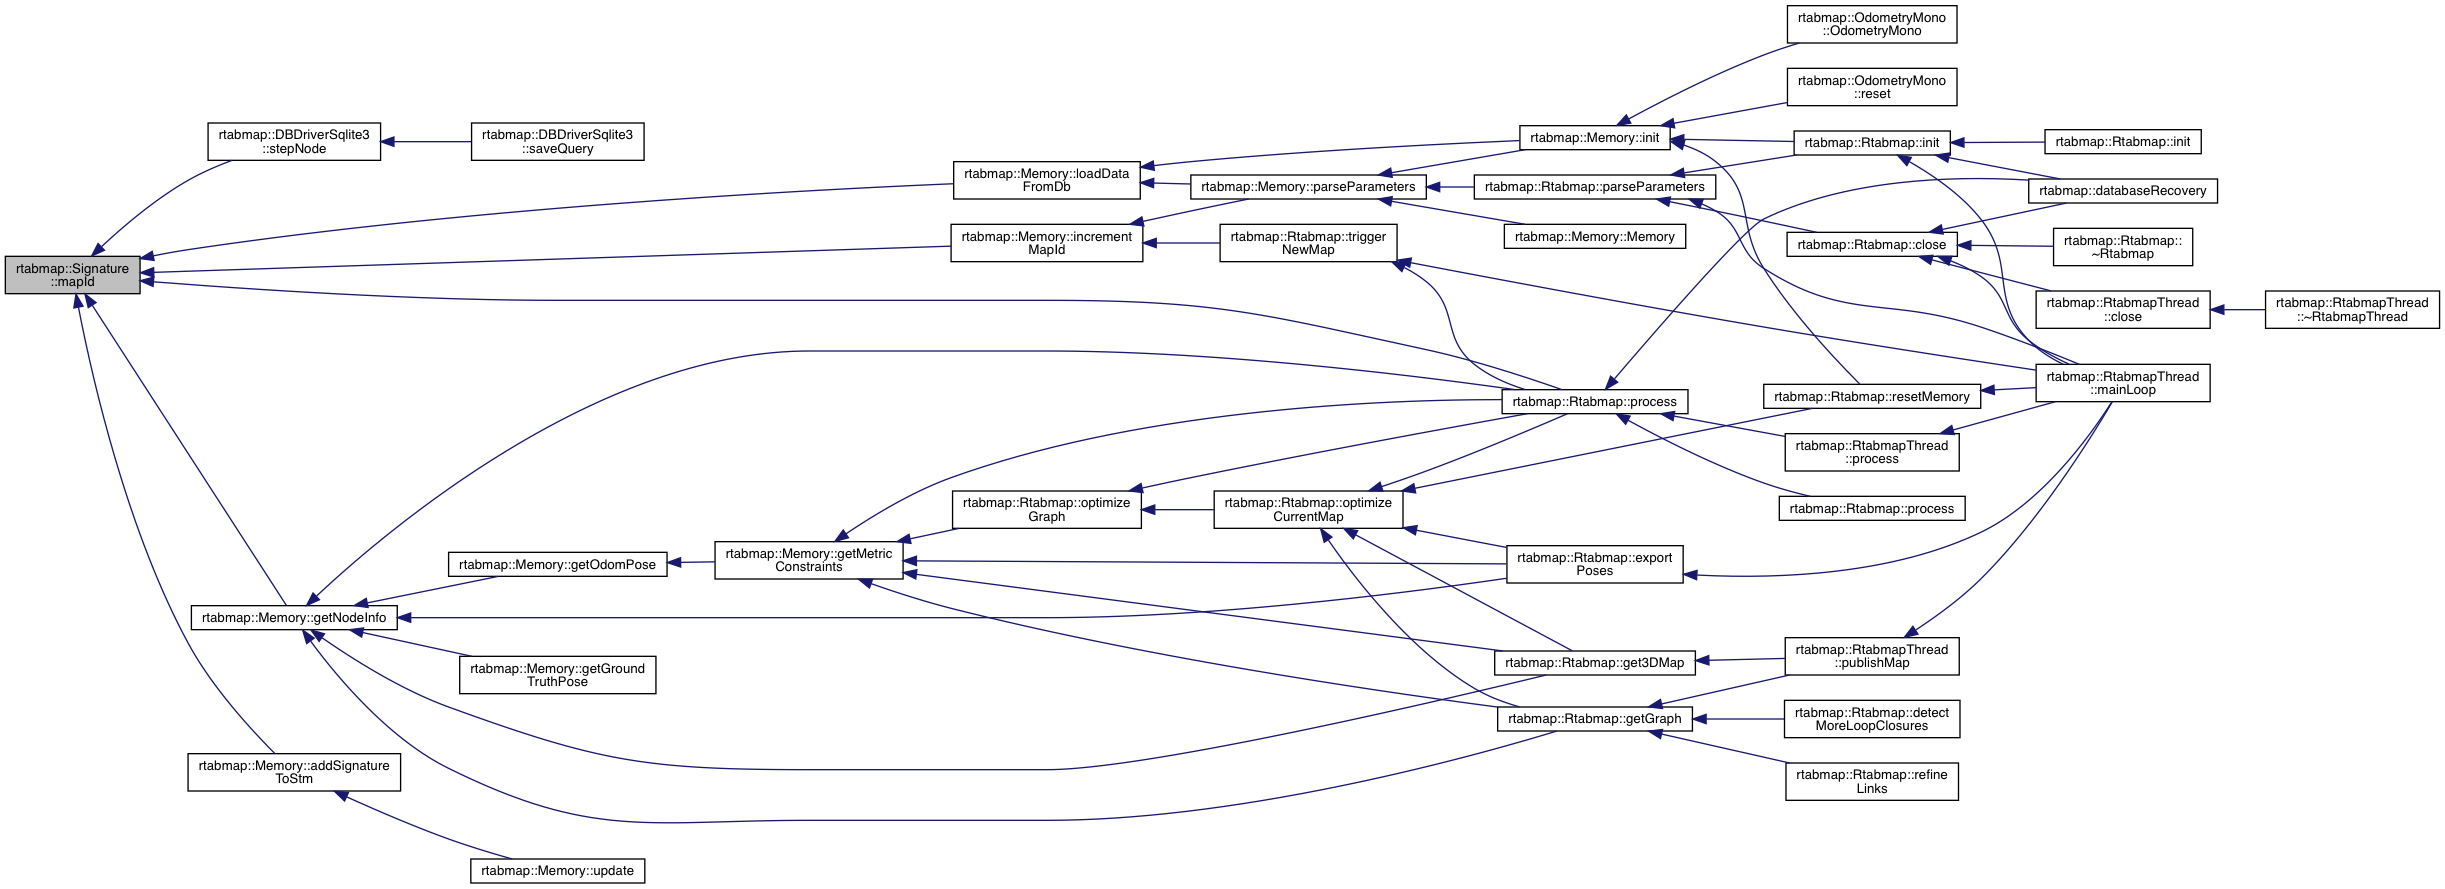 rtabmap::Signature
::mapId
rtabmap::DBDriverSqlite3
::stepNode
rtabmap::DBDriverSqlite3
::saveQuery
rtabmap::Memory::getNodeInfo
rtabmap::Memory::addSignature
ToStm
rtabmap::Memory::getOdomPose
rtabmap::Memory::getGround
TruthPose
rtabmap::Memory::update
rtabmap::Memory::getMetric
Constraints
rtabmap::Memory::loadData
FromDb
rtabmap::Memory::increment
MapId
rtabmap::Rtabmap::optimize
Graph
rtabmap::Memory::parseParameters
rtabmap::Rtabmap::trigger
NewMap
rtabmap::Rtabmap::optimize
CurrentMap
rtabmap::Memory::init
rtabmap::Rtabmap::parseParameters
rtabmap::Memory::Memory
rtabmap::Rtabmap::process
rtabmap::Rtabmap::export
Poses
rtabmap::Rtabmap::get3DMap
rtabmap::Rtabmap::getGraph
rtabmap::OdometryMono
::OdometryMono
rtabmap::OdometryMono
::reset
rtabmap::Rtabmap::init
rtabmap::Rtabmap::close
rtabmap::Rtabmap::resetMemory
rtabmap::RtabmapThread
::process
rtabmap::Rtabmap::process
rtabmap::RtabmapThread
::publishMap
rtabmap::Rtabmap::detect
MoreLoopClosures
rtabmap::Rtabmap::refine
Links
rtabmap::Rtabmap::init
rtabmap::databaseRecovery
rtabmap::Rtabmap::
~Rtabmap
rtabmap::RtabmapThread
::close
rtabmap::RtabmapThread
::mainLoop
rtabmap::RtabmapThread
::~RtabmapThread